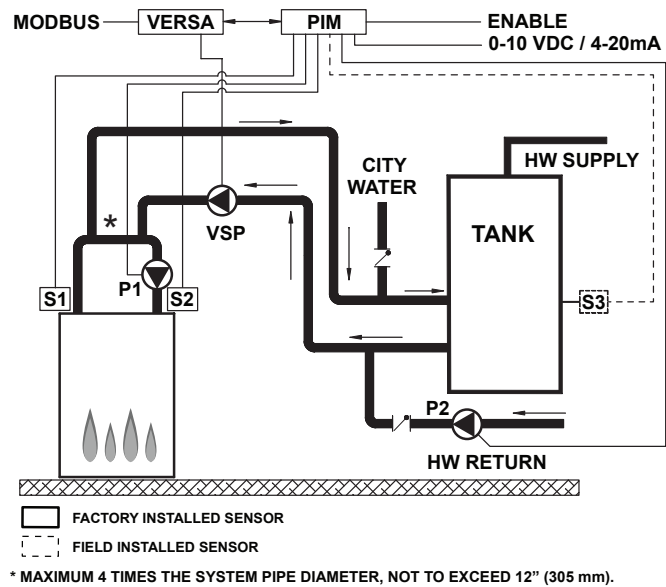 MODBUS
VERSA
PIM
ENABLE
0-10 VDC / 4-20mA
CITY
WATER
HW SUPPLY
VSP
TANK
*
P1
S1
S2
S3
P2
HW RETURN
FACTORY INSTALLED SENSOR
FIELD INSTALLED SENSOR
* MAXIMUM 4 TIMES THE SYSTEM PIPE DIAMETER, NOT TO EXCEED 12” (305 mm).